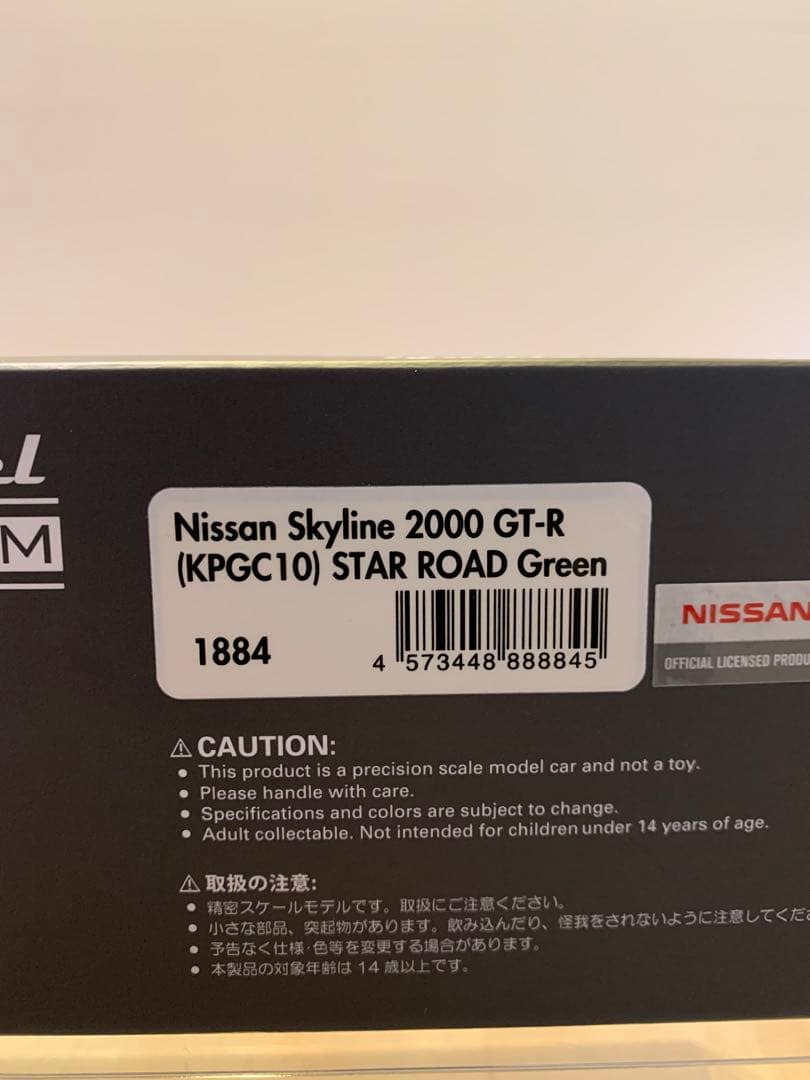 Nissan Skyline 2000 GT-R
(KPGC10) STAR ROAD Green
1884
4 573448 888845
NISSAN
OFFICIAL LICENSED
⚠ CAUTION:
• This product is a precision scale model car and not a toy.
• Please handle with care.
• Specifications and colors are subject to change.
• Adult collectable. Not intended for children under 14 years of age.
⚠ 取扱の注意:
• 精密スケールモデルです。取扱にご注意ください。
• 小さな部品、突起物があります。飲み込んだり、怪我をされないように注意してくだ
• 予告なく仕様・色等を変更する場合があります。
• 本製品の対象年齢は 14 歳以上です。